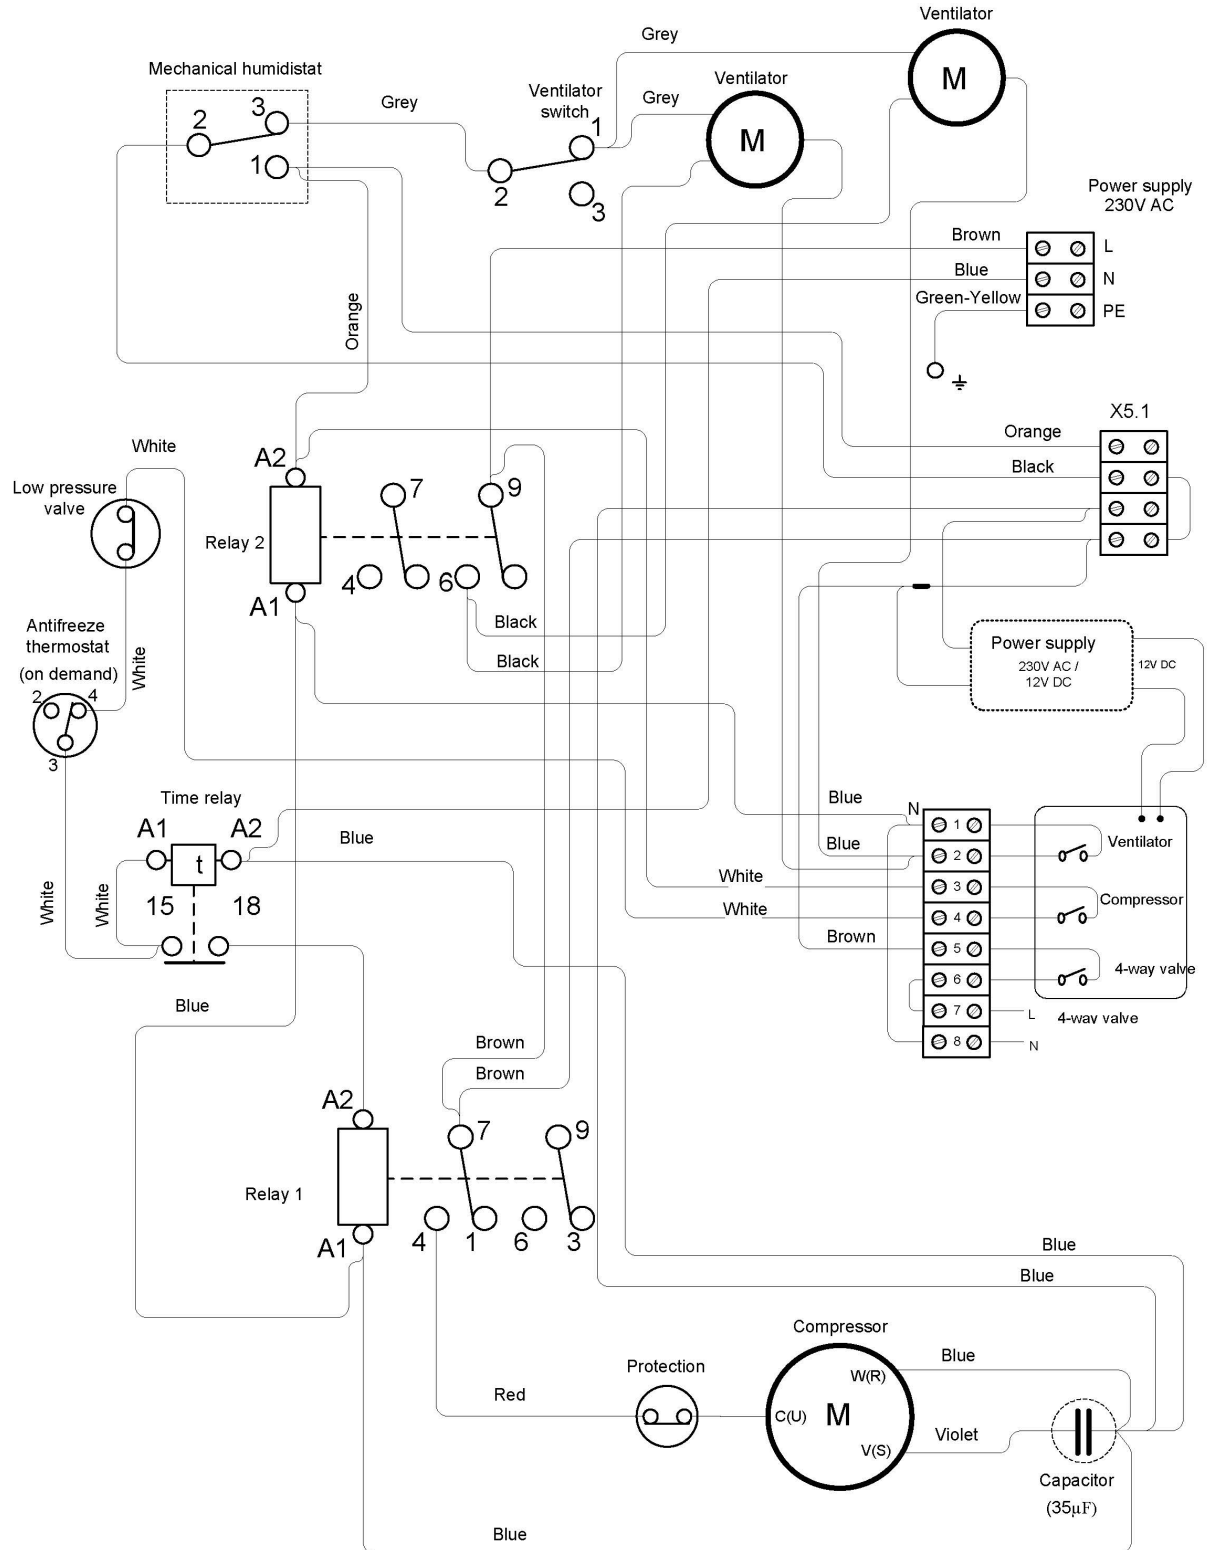 Ventilator
Grey
Mechanical humidistat
Ventilator
Ventilator
switch
Grey
Grey
3
2
1
1
2
3
M
M
Power supply
230V AC
Brown
L
Blue
N
Green-Yellow
PE
Orange
X5.1
White
Orange
Black
Low pressure
valve
A2
7
9
Relay 2
4
6
A1
Black
Black
Antifreeze
thermostat
(on demand)
White
2
4
3
Power supply
230V AC /
12V DC
12V DC
Time relay
A1
A2
t
Blue
15
18
White
White
Blue
N
Blue
White
White
Brown
1
2
3
4
5
6
7
8
Ventilator
Compressor
4-way valve
L
4-way valve
N
Blue
Brown
Brown
A2
7
9
Relay 1
A1
4
1
6
3
Blue
Blue
Compressor
Protection
Red
W(R)
Blue
C(U)
M
V(S)
Violet
Capacitor
(35µF)
Blue